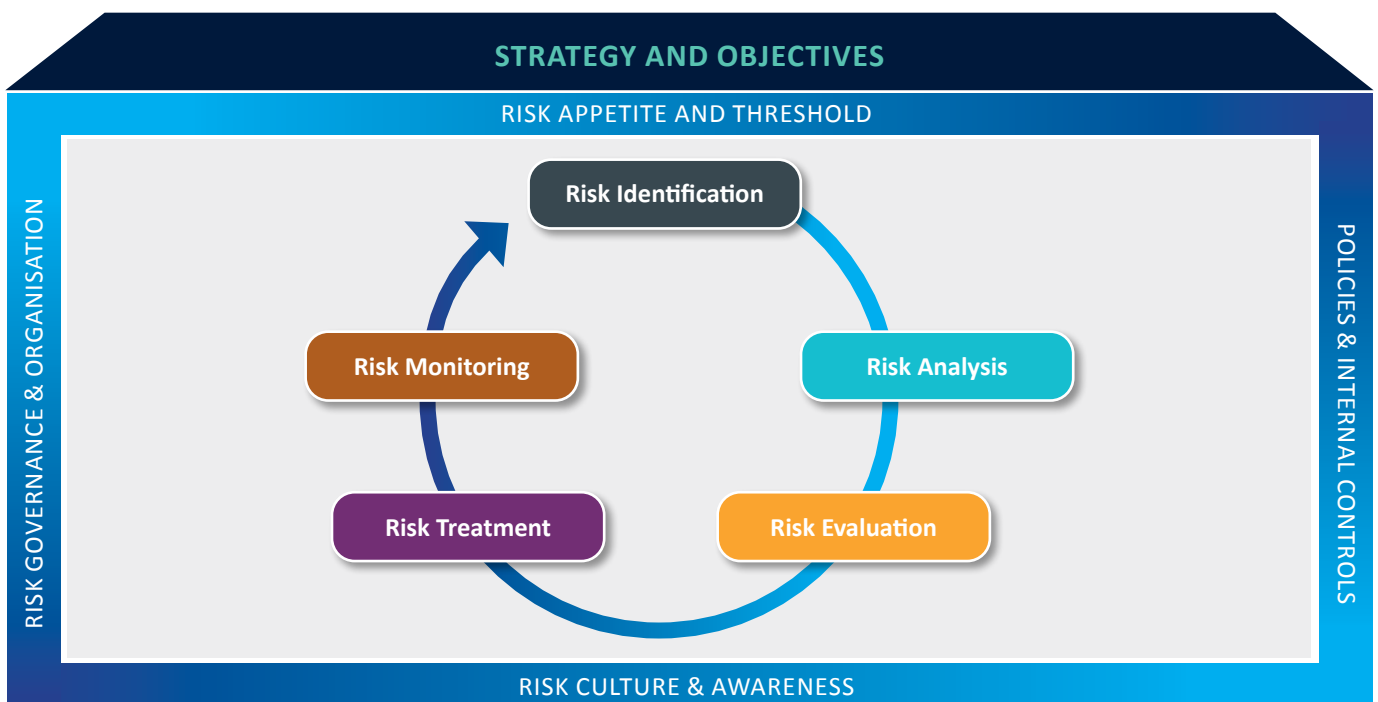 STRATEGY AND OBJECTIVES
RISK APPETITE AND THRESHOLD
RISK GOVERNANCE & ORGANISATION
Risk Identification
Risk Analysis
Risk Evaluation
Risk Treatment
Risk Monitoring
POLICIES & INTERNAL CONTROLS
RISK CULTURE & AWARENESS